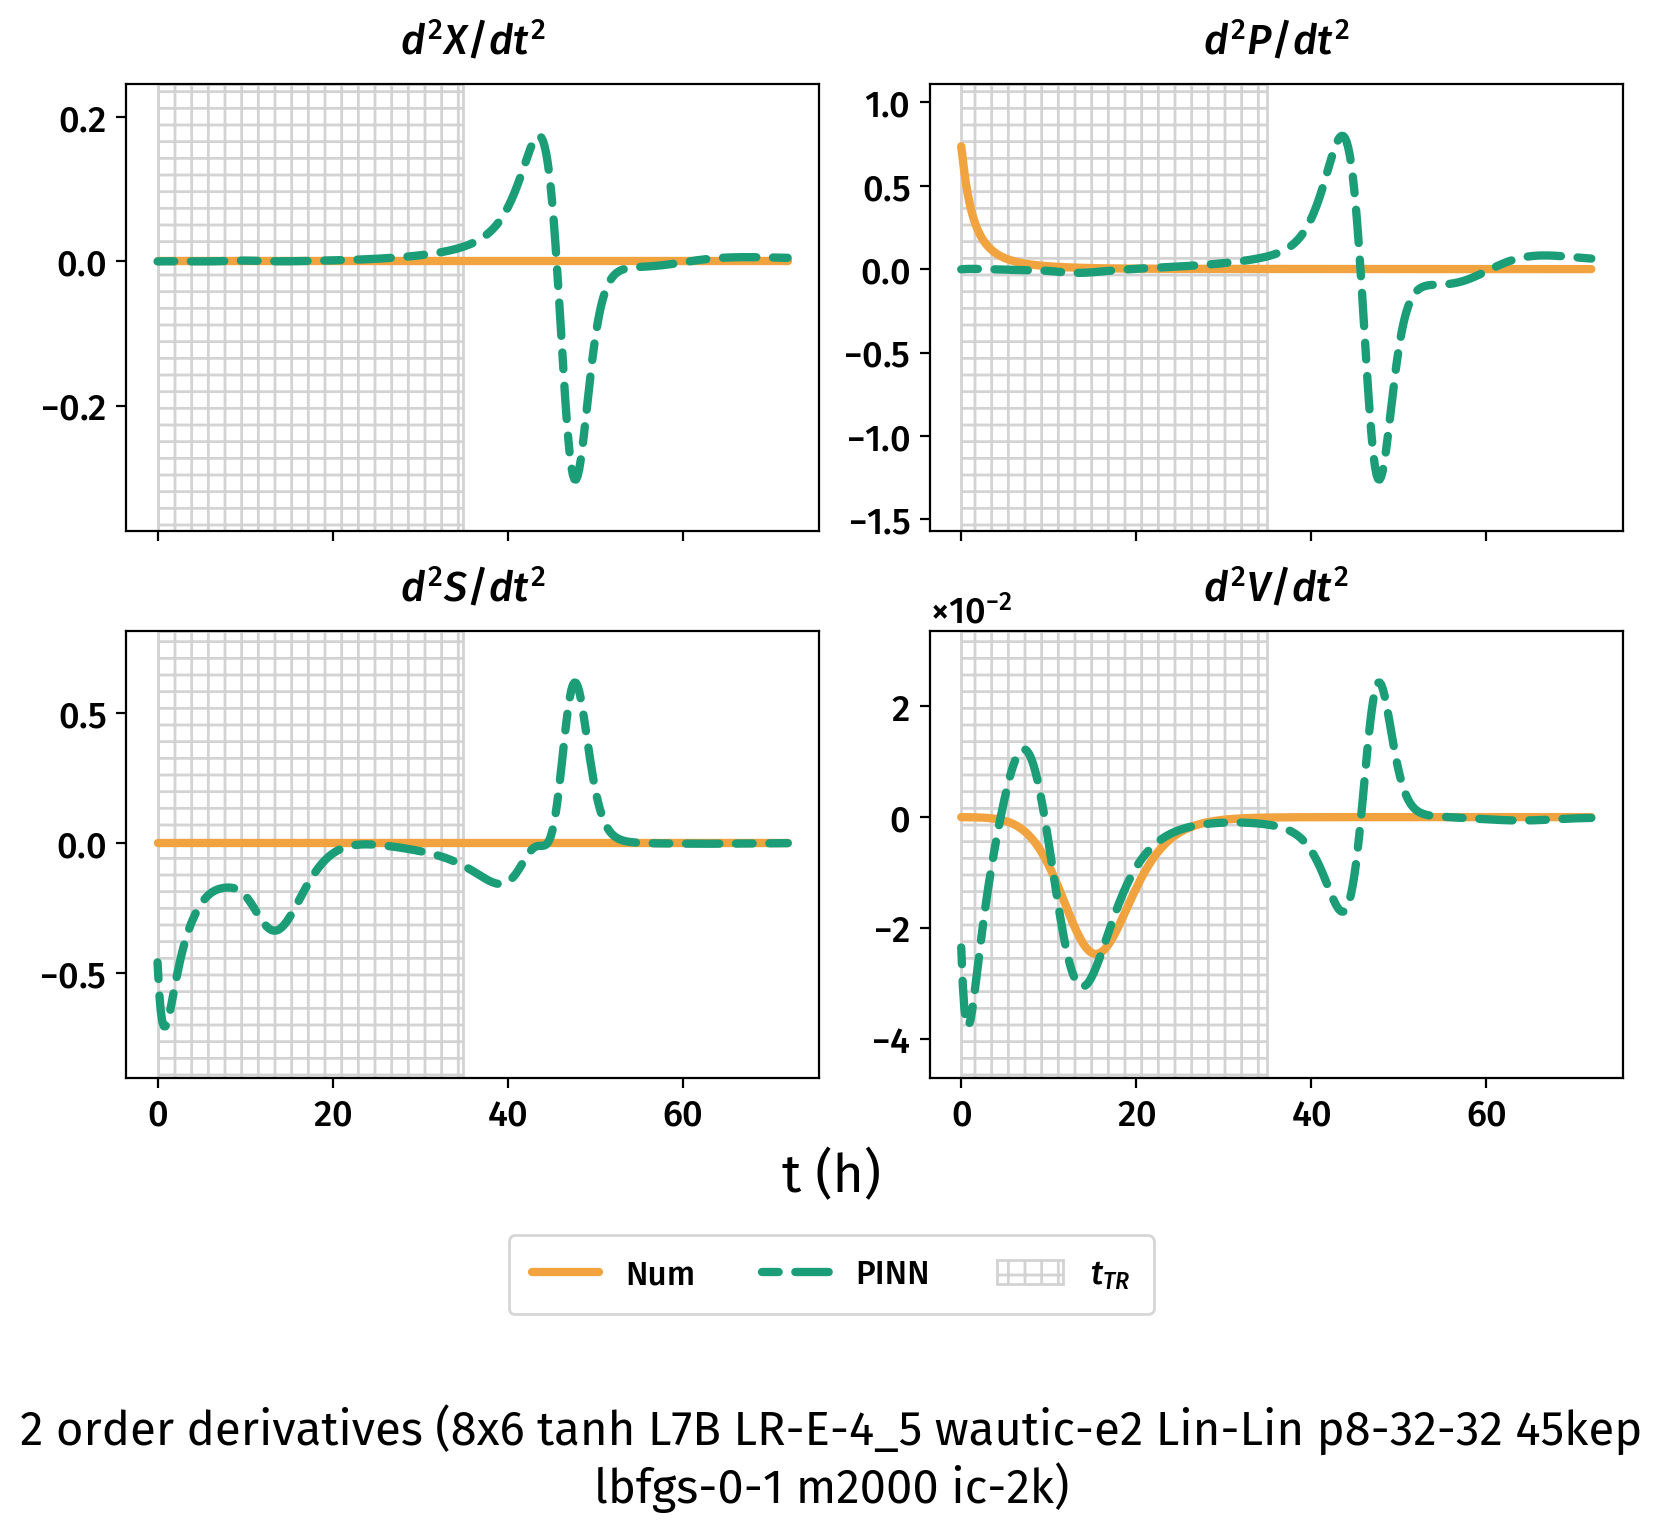 d²X/dt²
d²P/dt²
0.2
0.0
−0.2
1.0
0.5
0.0
−0.5
−1.0
−1.5
d²S/dt²
d²V/dt²
×10⁻²
0.5
0.0
−0.5
2
0
−2
−4
0 20 40 60
0 20 40 60
t (h)
Num PINN t_TR
2 order derivatives (8x6 tanh L7B LR-E-4_5 wautic-e2 Lin-Lin p8-32-32 45kep
lbfgs-0-1 m2000 ic-2k)